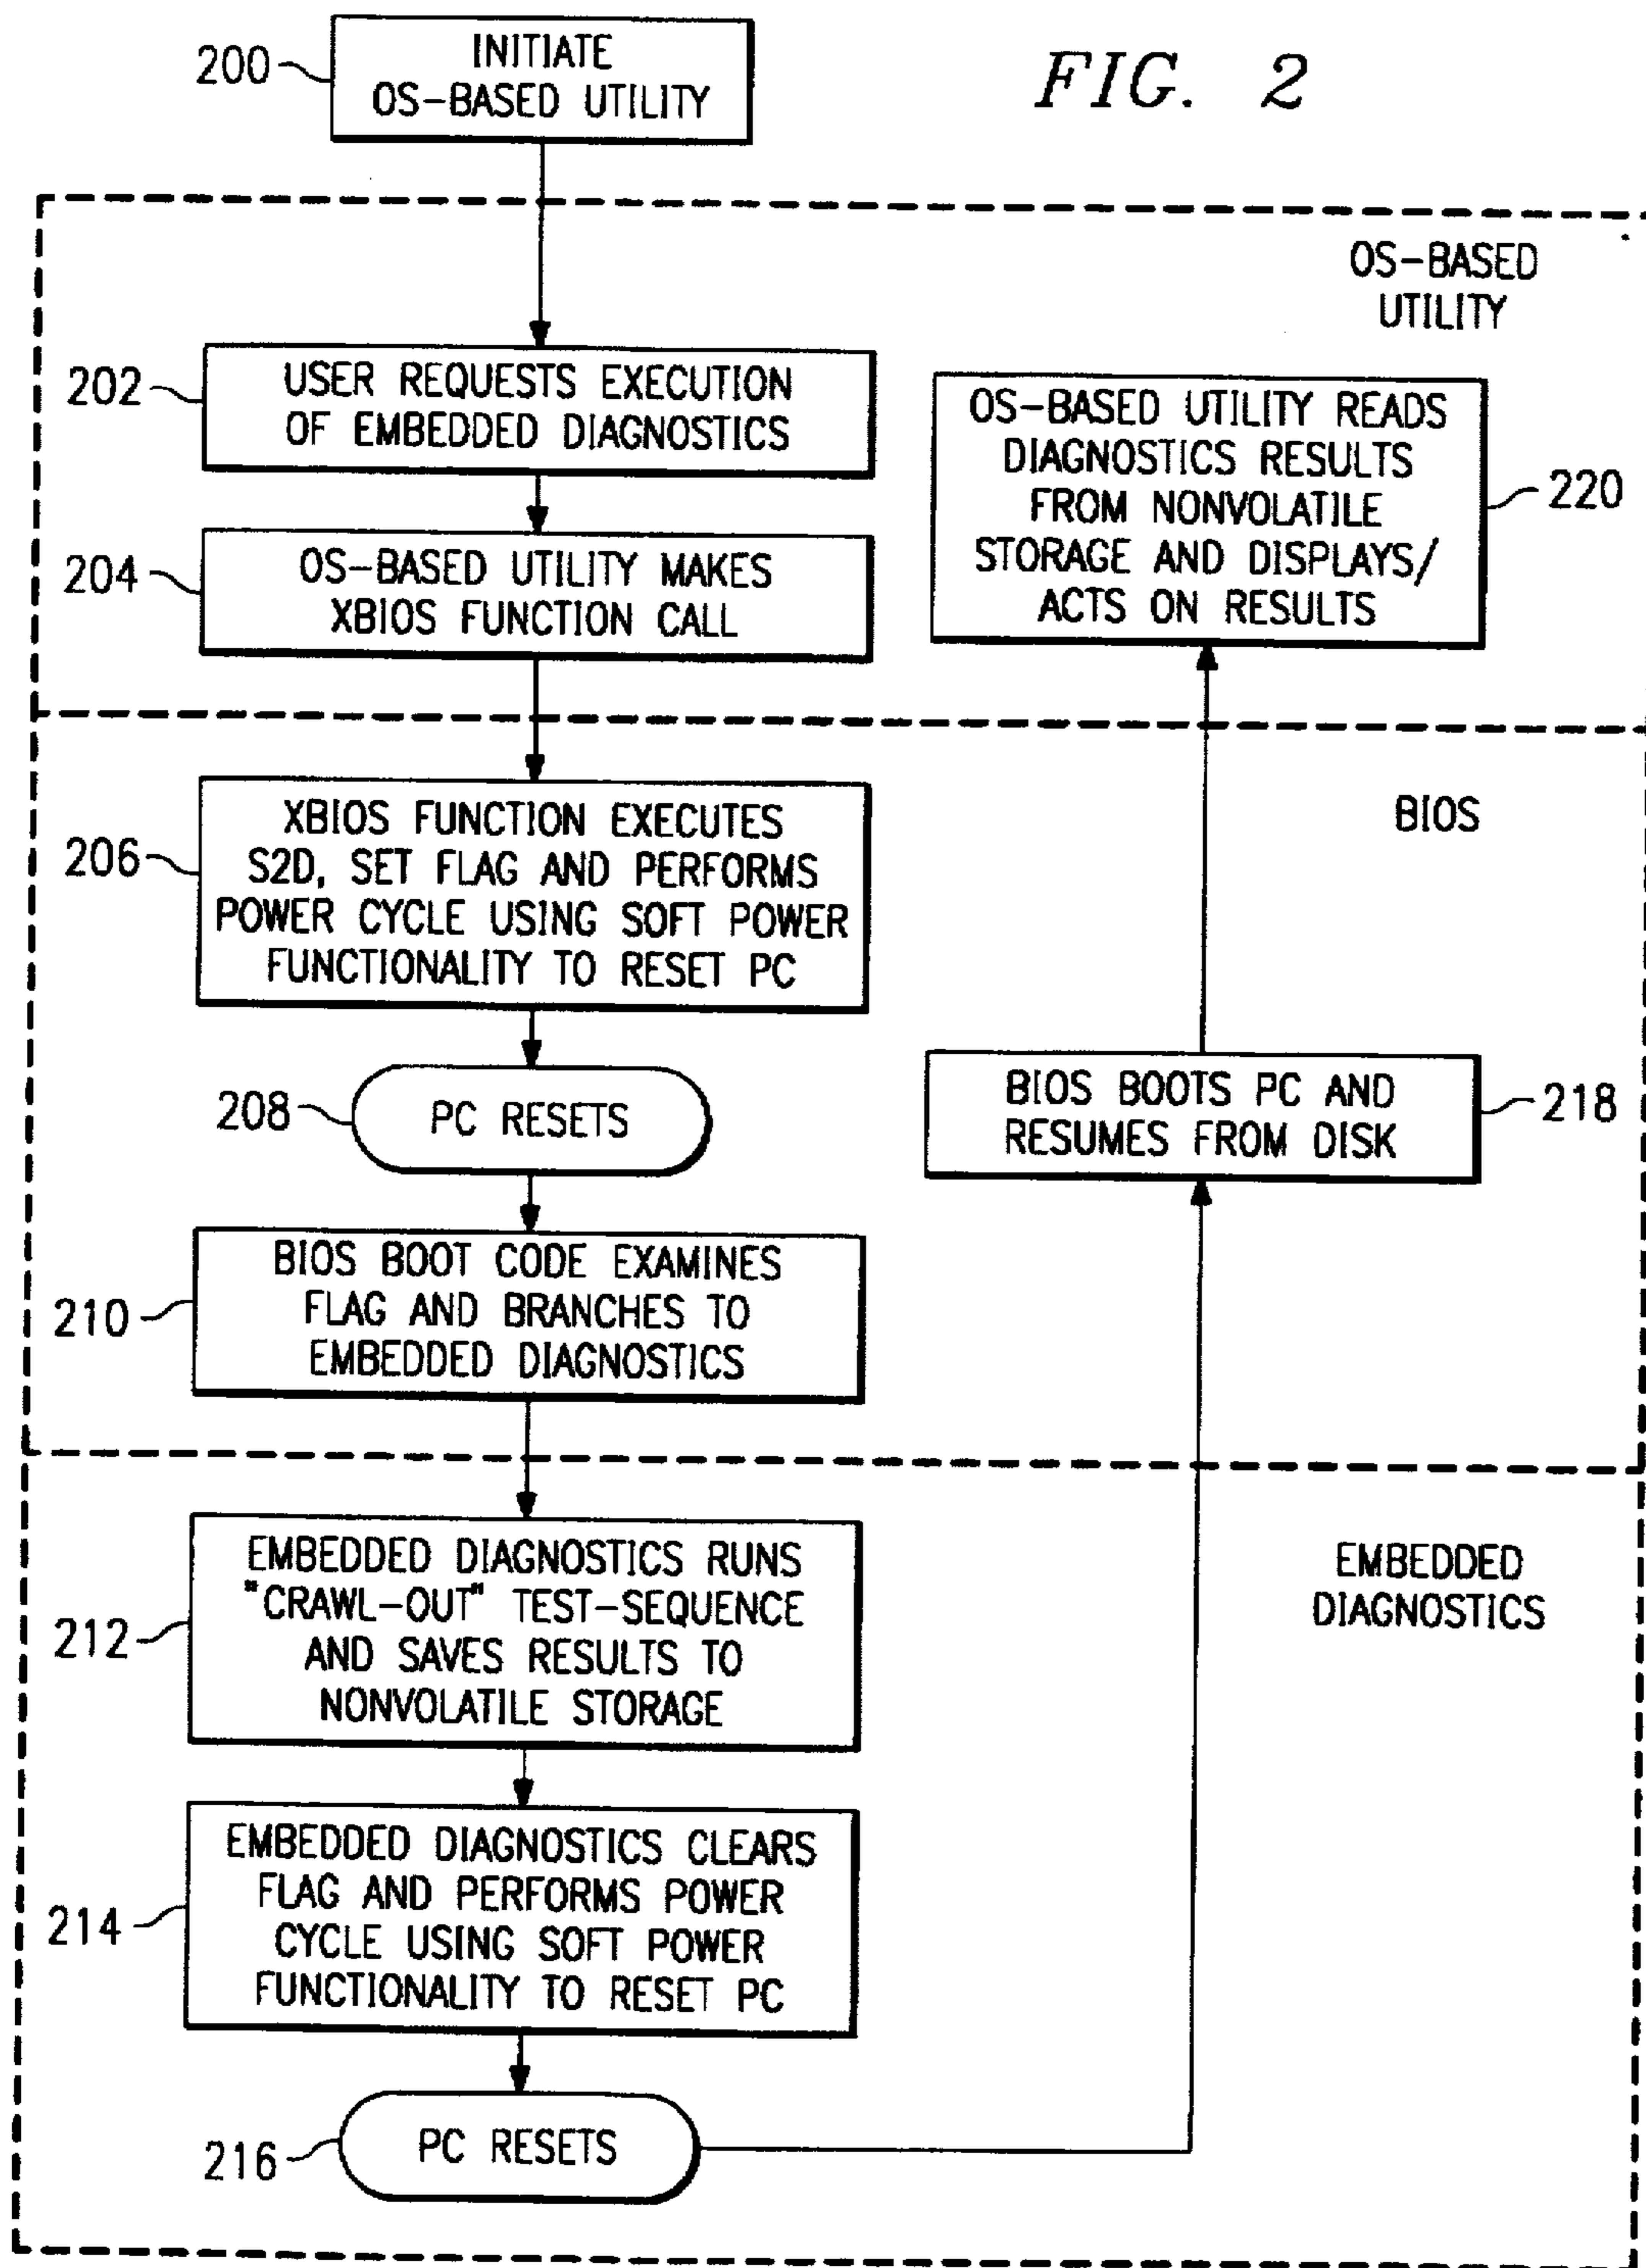 FIG. 2
200
INITIATE
OS-BASED UTILITY
OS-BASED
UTILITY
202
USER REQUESTS EXECUTION
OF EMBEDDED DIAGNOSTICS
204
OS-BASED UTILITY MAKES
XBIOS FUNCTION CALL
OS-BASED UTILITY READS
DIAGNOSTICS RESULTS
FROM NONVOLATILE
STORAGE AND DISPLAYS/
ACTS ON RESULTS
220
BIOS
206
XBIOS FUNCTION EXECUTES
S2D, SET FLAG AND PERFORMS
POWER CYCLE USING SOFT POWER
FUNCTIONALITY TO RESET PC
208
PC RESETS
BIOS BOOTS PC AND
RESUMES FROM DISK
218
210
BIOS BOOT CODE EXAMINES
FLAG AND BRANCHES TO
EMBEDDED DIAGNOSTICS
EMBEDDED
DIAGNOSTICS
212
EMBEDDED DIAGNOSTICS RUNS
"CRAWL-OUT" TEST-SEQUENCE
AND SAVES RESULTS TO
NONVOLATILE STORAGE
214
EMBEDDED DIAGNOSTICS CLEARS
FLAG AND PERFORMS POWER
CYCLE USING SOFT POWER
FUNCTIONALITY TO RESET PC
216
PC RESETS